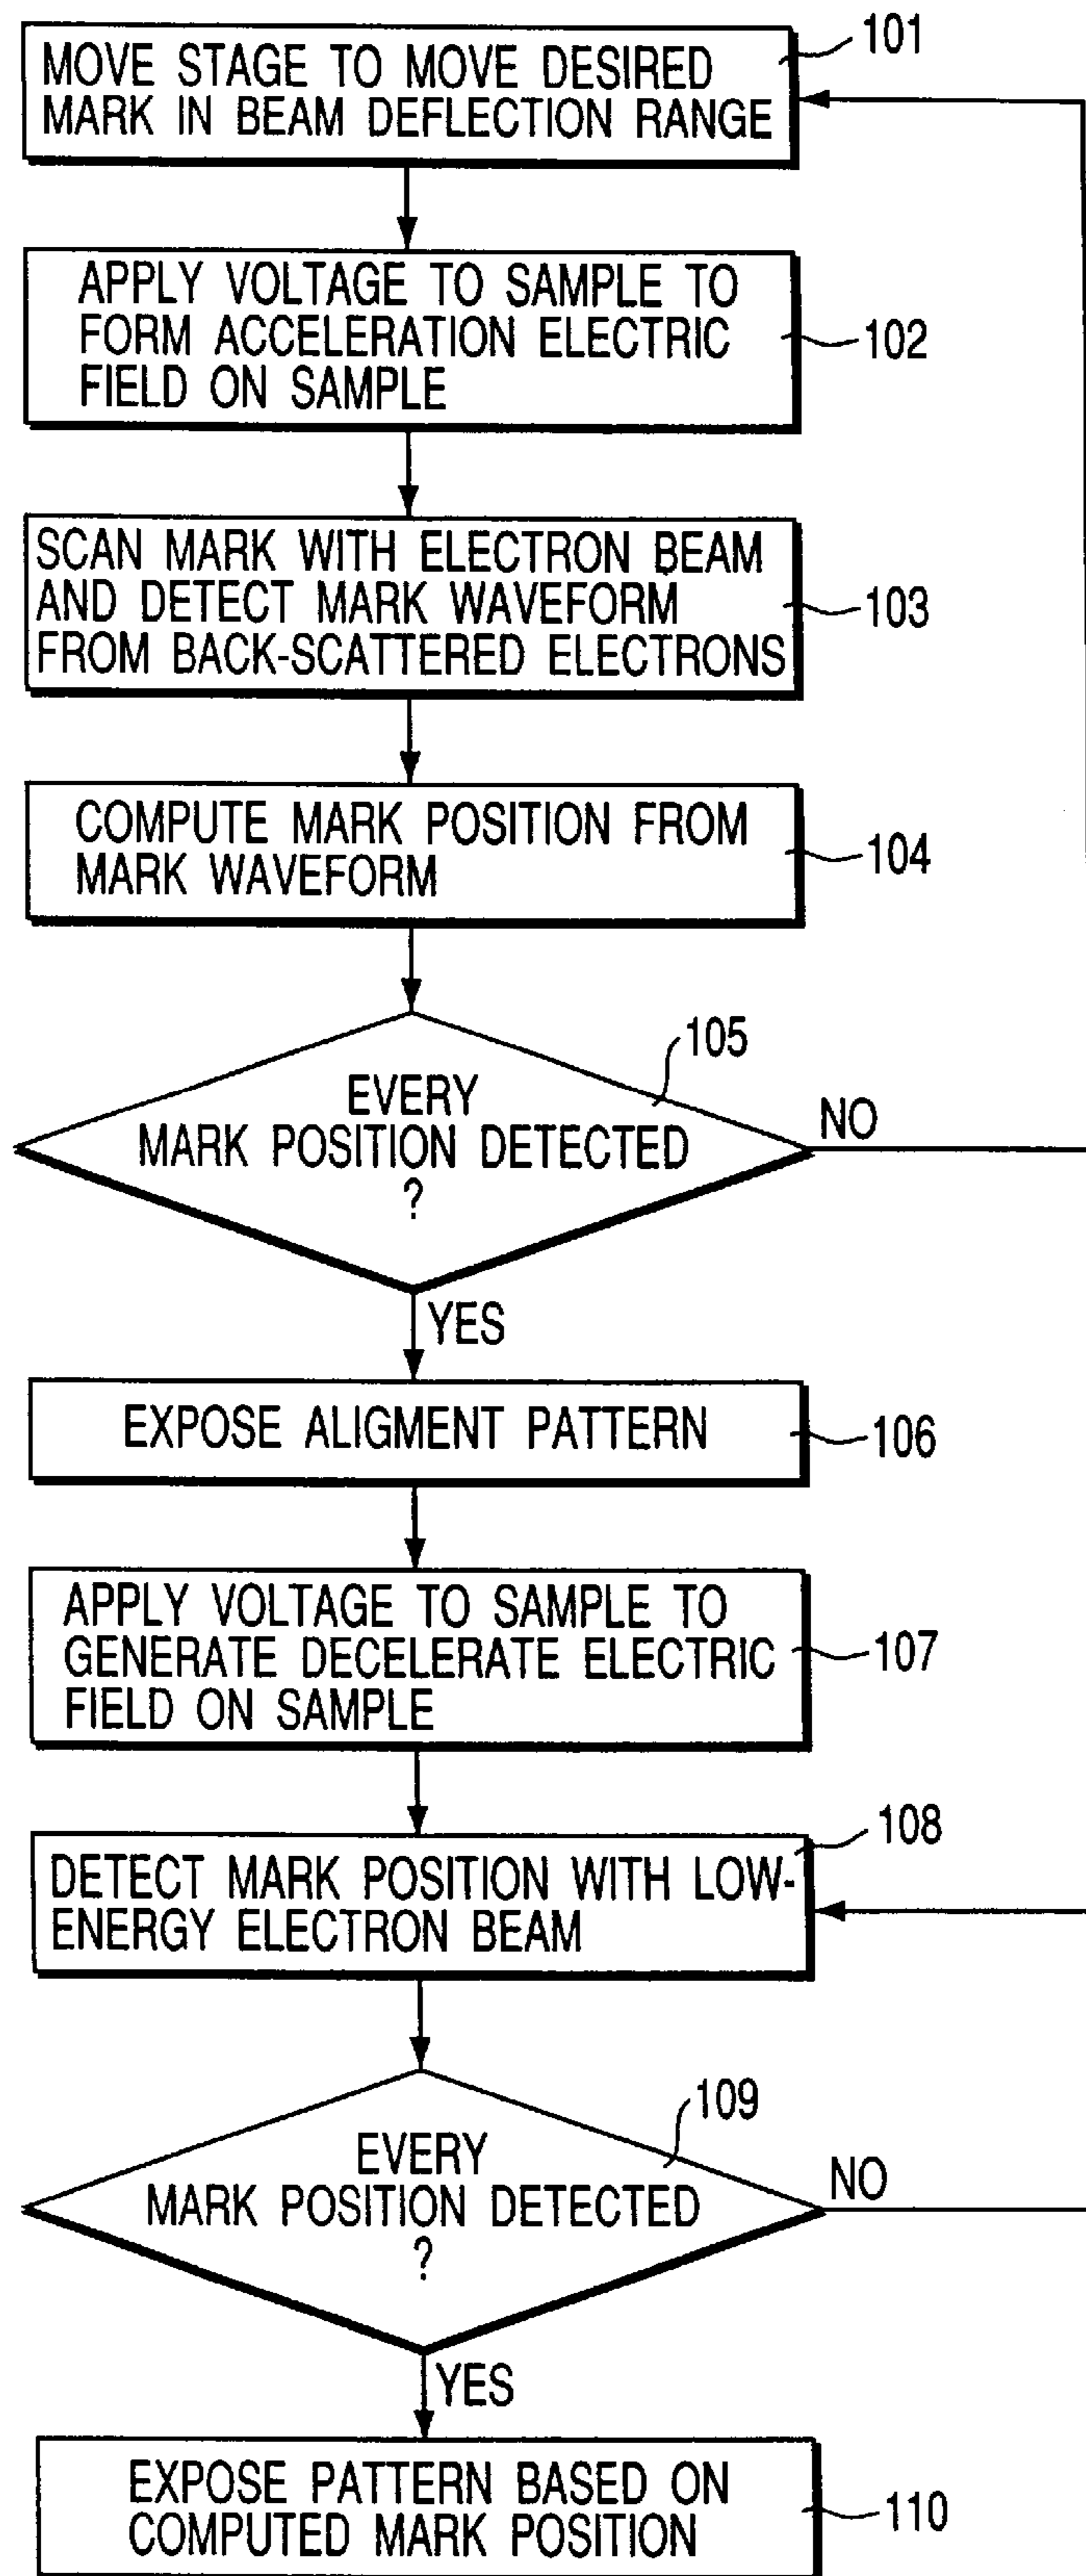 101
MOVE STAGE TO MOVE DESIRED
MARK IN BEAM DEFLECTION RANGE
APPLY VOLTAGE TO SAMPLE TO
FORM ACCELERATION ELECTRIC
FIELD ON SAMPLE
102
SCAN MARK WITH ELECTRON BEAM
AND DETECT MARK WAVEFORM
FROM BACK-SCATTERED ELECTRONS
103
COMPUTE MARK POSITION FROM
MARK WAVEFORM
104
105
EVERY
MARK POSITION DETECTED
?
NO
YES
EXPOSE ALIGMENT PATTERN
106
APPLY VOLTAGE TO SAMPLE TO
GENERATE DECELERATE ELECTRIC
FIELD ON SAMPLE
107
108
DETECT MARK POSITION WITH LOW-
ENERGY ELECTRON BEAM
109
EVERY
MARK POSITION DETECTED
?
NO
YES
EXPOSE PATTERN BASED ON
COMPUTED MARK POSITION
110